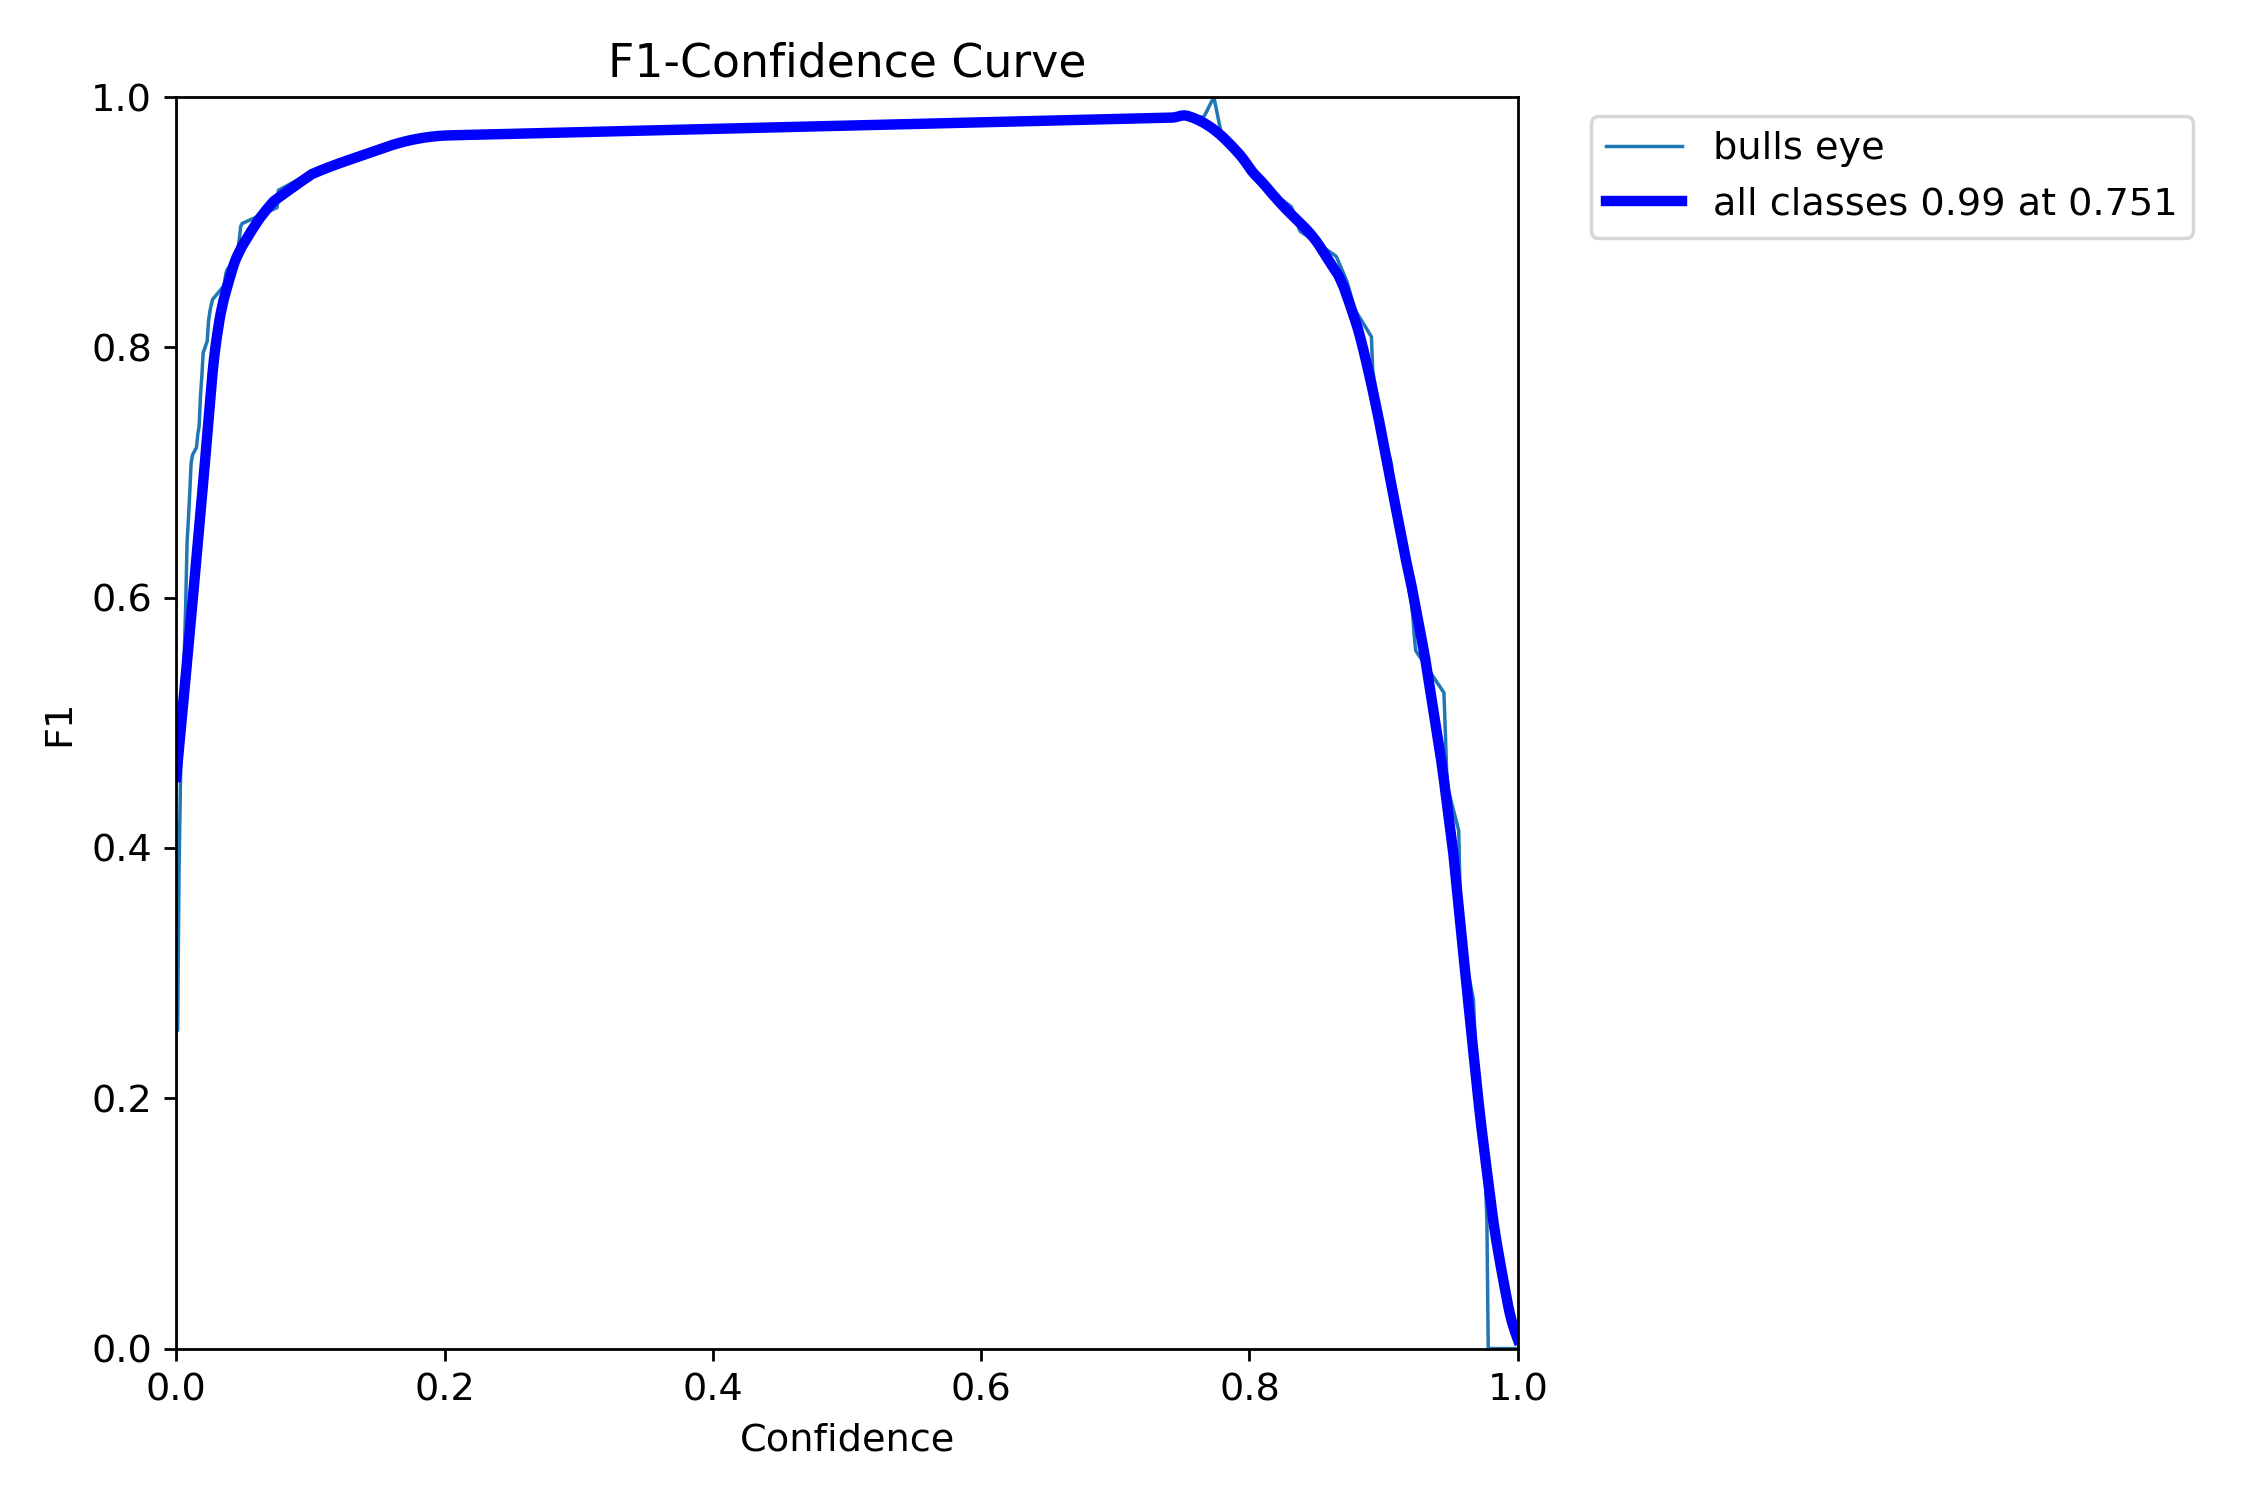 F1-Confidence Curve
bulls eye
all classes 0.99 at 0.751
F1
1.0
0.8
0.6
0.4
0.2
0.0
0.0 0.2 0.4 0.6 0.8 1.0
Confidence